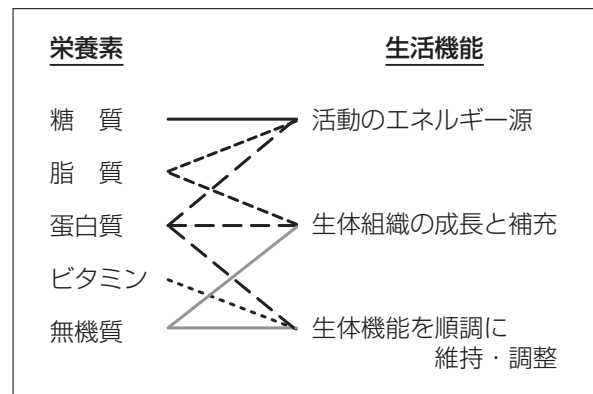 栄養素 生活機能
糖 質 活動のエネルギー源
脂 質
蛋白質 生体組織の成長と補充
ビタミン
無機質 生体機能を順調に
維持・調整